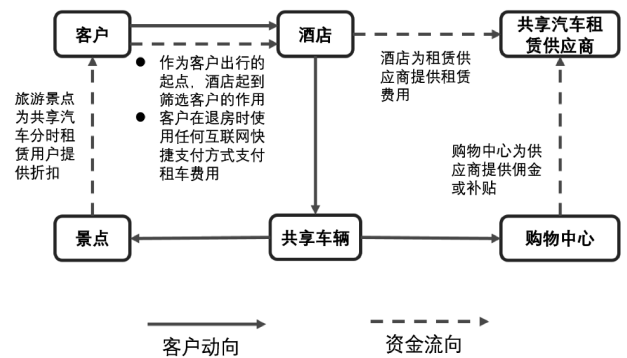 客户
酒店
共享汽车租
赁供应商
● 作为客户出行的
起点，酒店起到
筛选客户的作用
● 客户在退房时使
用任何互联网快
捷支付方式支付
租车费用
酒店为租赁供
应商提供租赁
费用
旅游景点
为共享汽
车分时租
赁用户提
供折扣
购物中心为供
应商提供佣金
或补贴
景点
共享车辆
购物中心
客户动向
资金流向